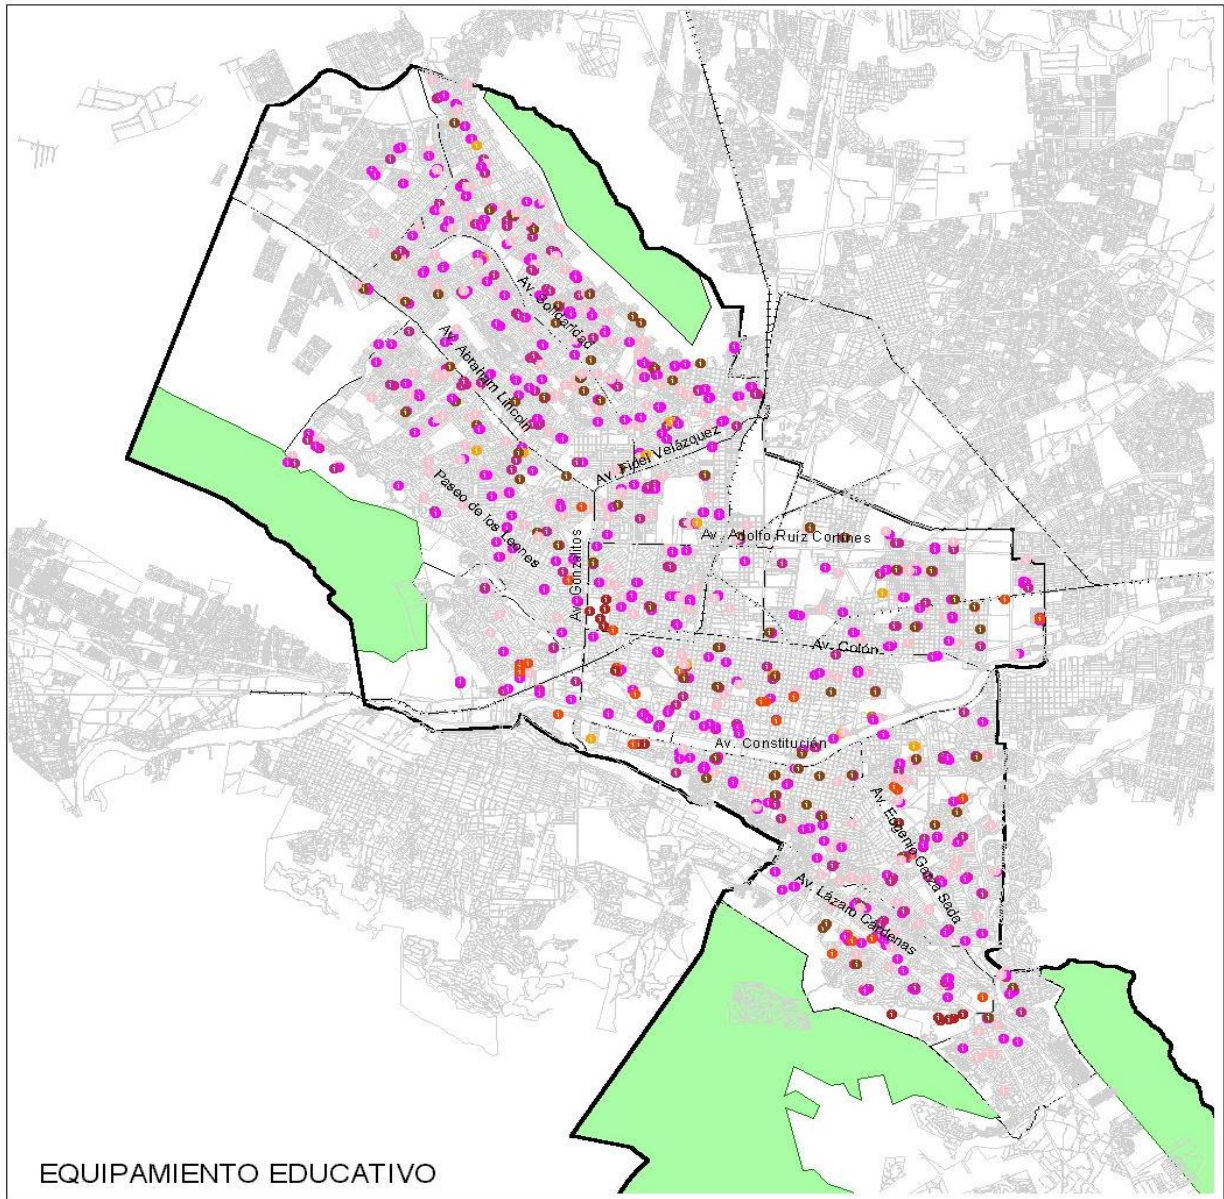 Av. Solidaridad
Av. Abraham Lincoln
Av. Fidel Velázquez
Paseo de los Leones
Av. Gonzalitos
Av. Adolfo Ruiz Cortines
Av. Colón
Av. Constitución
Av. Eugenio Garza Sada
Av. Lázaro Cárdenas
EQUIPAMIENTO EDUCATIVO